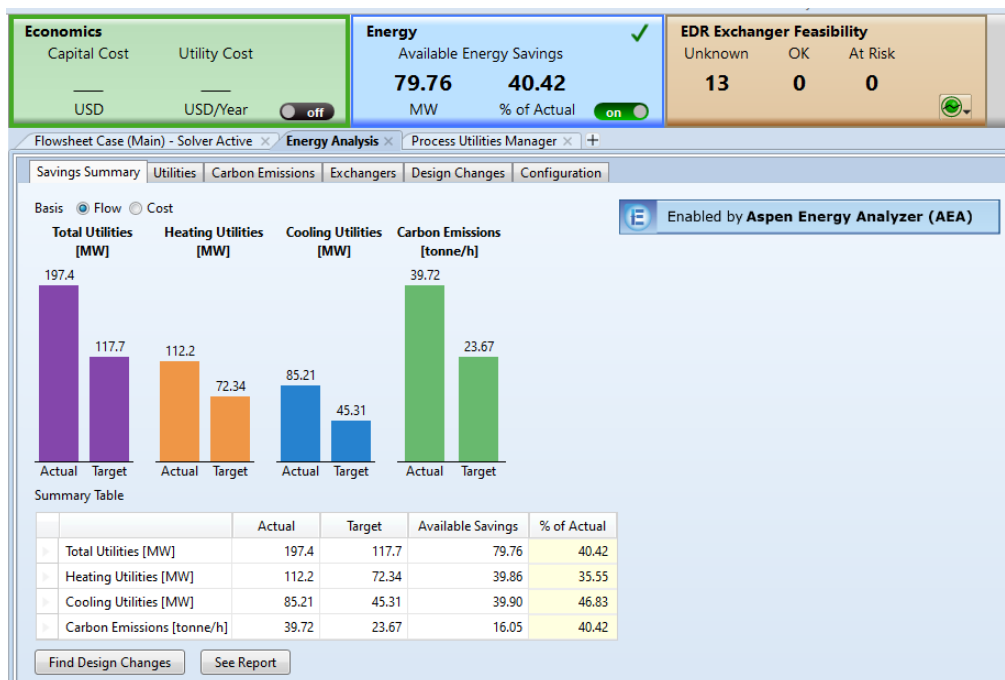 Economics
Capital Cost Utility Cost
USD USD/Year off
Energy
Available Energy Savings
79.76 40.42
MW % of Actual on
EDR Exchanger Feasibility
Unknown OK At Risk
13 0 0
Flowsheet Case (Main) - Solver Active Energy Analysis Process Utilities Manager +
Savings Summary Utilities Carbon Emissions Exchangers Design Changes Configuration
Basis Flow Cost
Enabled by Aspen Energy Analyzer (AEA)
Total Utilities Heating Utilities Cooling Utilities Carbon Emissions
[MW] [MW] [MW] [tonne/h]
197.4 39.72
117.7 112.2 23.67
72.34 85.21
45.31
Actual Target Actual Target Actual Target Actual Target
Summary Table
Actual Target Available Savings % of Actual
Total Utilities [MW] 197.4 117.7 79.76 40.42
Heating Utilities [MW] 112.2 72.34 39.86 35.55
Cooling Utilities [MW] 85.21 45.31 39.90 46.83
Carbon Emissions [tonne/h] 39.72 23.67 16.05 40.42
Find Design Changes See Report